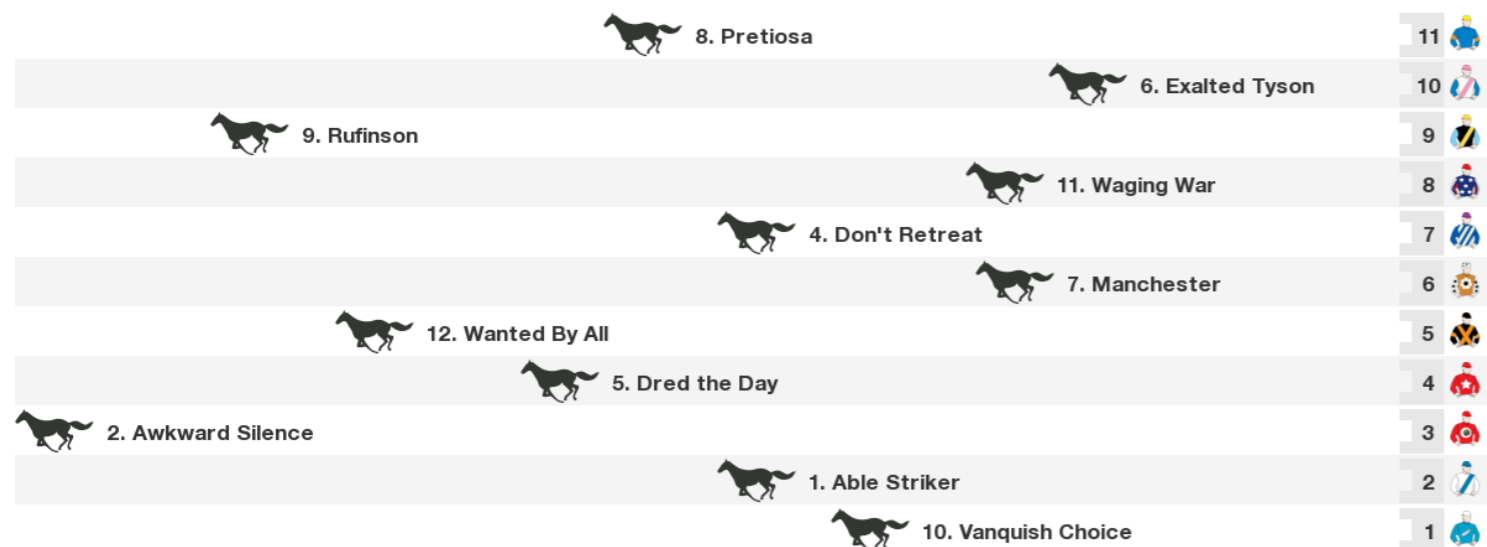 8. Pretiosa 11
6. Exalted Tyson 10
9. Rufinson 9
11. Waging War 8
4. Don't Retreat 7
7. Manchester 6
12. Wanted By All 5
5. Dred the Day 4
2. Awkward Silence 3
1. Able Striker 2
10. Vanquish Choice 1